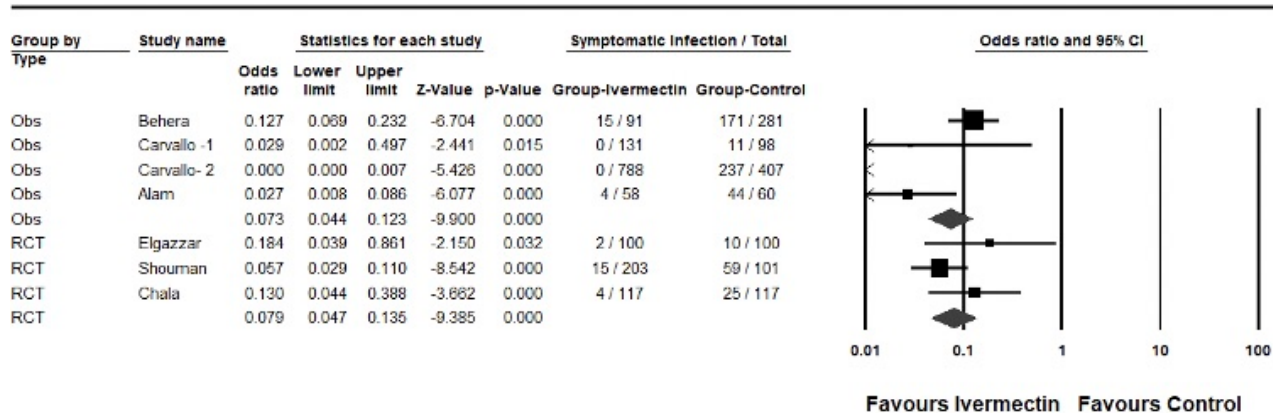 Group by Study name Statistics for each study Symptomatic Infection / Total Odds ratio and 95% CI
Type
Odds Lower Upper
ratio limit limit Z-Value p-Value Group-Ivermectin Group-Control
Obs Behera 0.127 0.069 0.232 -6.704 0.000 15 / 91 171 / 281
Obs Carvallo -1 0.029 0.002 0.497 -2.441 0.015 0 / 131 11 / 98
Obs Carvallo- 2 0.000 0.000 0.007 -5.426 0.000 0 / 788 237 / 407
Obs Alam 0.027 0.008 0.086 -6.077 0.000 4 / 58 44 / 60
Obs 0.073 0.044 0.123 -9.900 0.000
RCT Elgazzar 0.184 0.039 0.861 -2.150 0.032 2 / 100 10 / 100
RCT Shouman 0.057 0.029 0.110 -8.542 0.000 15 / 203 59 / 101
RCT Chala 0.130 0.044 0.388 -3.662 0.000 4 / 117 25 / 117
RCT 0.079 0.047 0.135 -9.385 0.000
0.01 0.1 1 10 100
Favours Ivermectin Favours Control